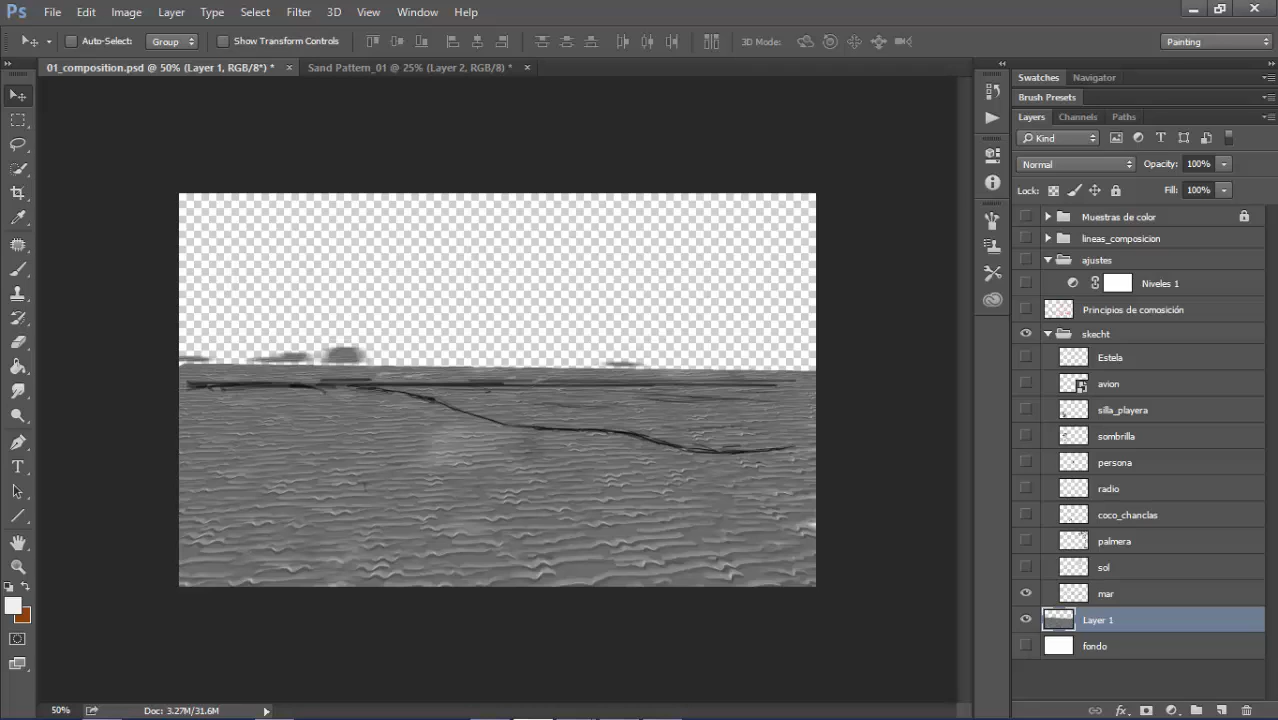 Ps File Edit Image Layer Type Select Filter 3D View Window Help
Auto-Select: Group Show Transform Controls 3D Mode: Painting
01_composition.psd @ 50% (Layer 1, RGB/8*) * × Sand Pattern_01 @ 25% (Layer 2, RGB/8) * ×
Swatches Navigator
Brush Presets
Layers Channels Paths
Kind
Normal Opacity: 100%
Lock: Fill: 100%
Muestras de color
lineas_composicion
ajustes
Niveles 1
Principios de comosición
skecht
Estela
avion
silla_playera
sombrilla
persona
radio
coco_chanclas
palmera
sol
mar
Layer 1
fondo
50% Doc: 3.27M/31.6M